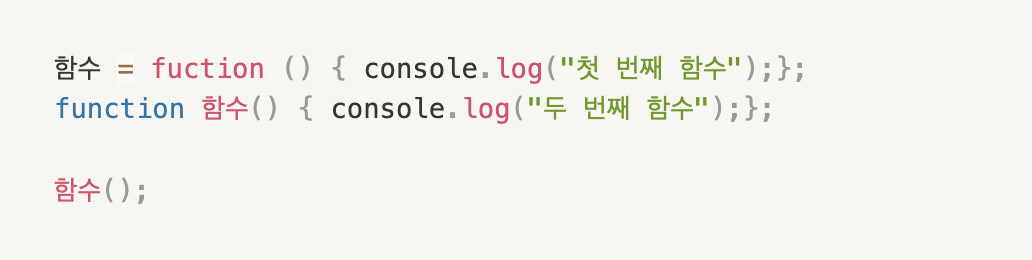 함수 = fuction () { console.log("첫 번째 함수");};
function 함수() { console.log("두 번째 함수");};
함수();